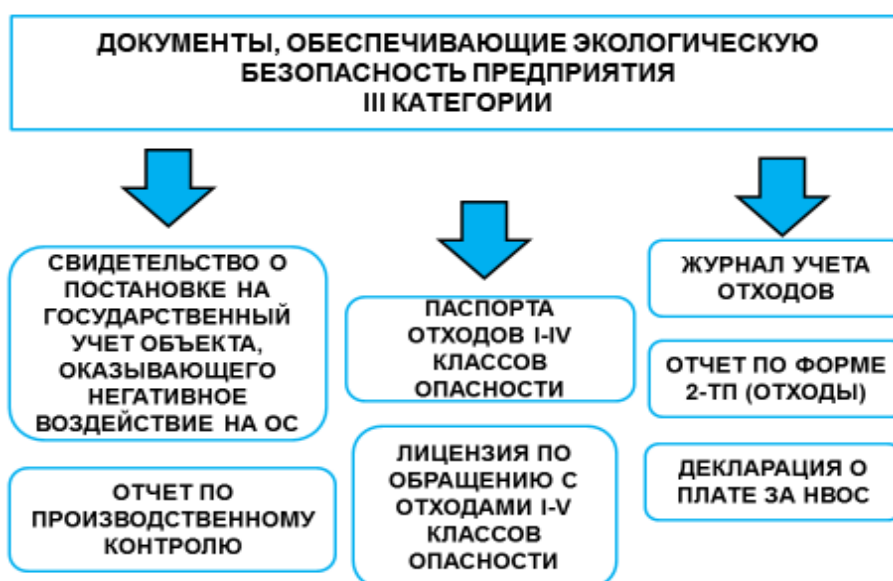 ДОКУМЕНТЫ, ОБЕСПЕЧИВАЮЩИЕ ЭКОЛОГИЧЕСКУЮ
БЕЗОПАСНОСТЬ ПРЕДПРИЯТИЯ
III КАТЕГОРИИ
СВИДЕТЕЛЬСТВО О
ПОСТАНОВКЕ НА
ГОСУДАРСТВЕННЫЙ
УЧЕТ ОБЪЕКТА,
ОКАЗЫВАЮЩЕГО
НЕГАТИВНОЕ
ВОЗДЕЙСТВИЕ НА ОС
ОТЧЕТ ПО
ПРОИЗВОДСТВЕННОМУ
КОНТРОЛЮ
ПАСПОРТА
ОТХОДОВ I-IV
КЛАССОВ
ОПАСНОСТИ
ЛИЦЕНЗИЯ ПО
ОБРАЩЕНИЮ С
ОТХОДАМИ I-V
КЛАССОВ
ОПАСНОСТИ
ЖУРНАЛ УЧЕТА
ОТХОДОВ
ОТЧЕТ ПО ФОРМЕ
2-ТП (ОТХОДЫ)
ДЕКЛАРАЦИЯ О
ПЛАТЕ ЗА НВОС